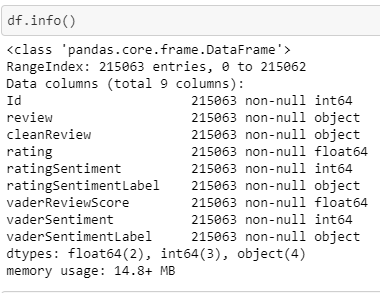 df.info()
<class 'pandas.core.frame.DataFrame'>
RangeIndex: 215063 entries, 0 to 215062
Data columns (total 9 columns):
Id                      215063 non-null int64
review                  215063 non-null object
cleanReview             215063 non-null object
rating                  215063 non-null float64
ratingSentiment         215063 non-null int64
ratingSentimentLabel    215063 non-null object
vaderReviewScore        215063 non-null float64
vaderSentiment          215063 non-null int64
vaderSentimentLabel     215063 non-null object
dtypes: float64(2), int64(3), object(4)
memory usage: 14.8+ MB